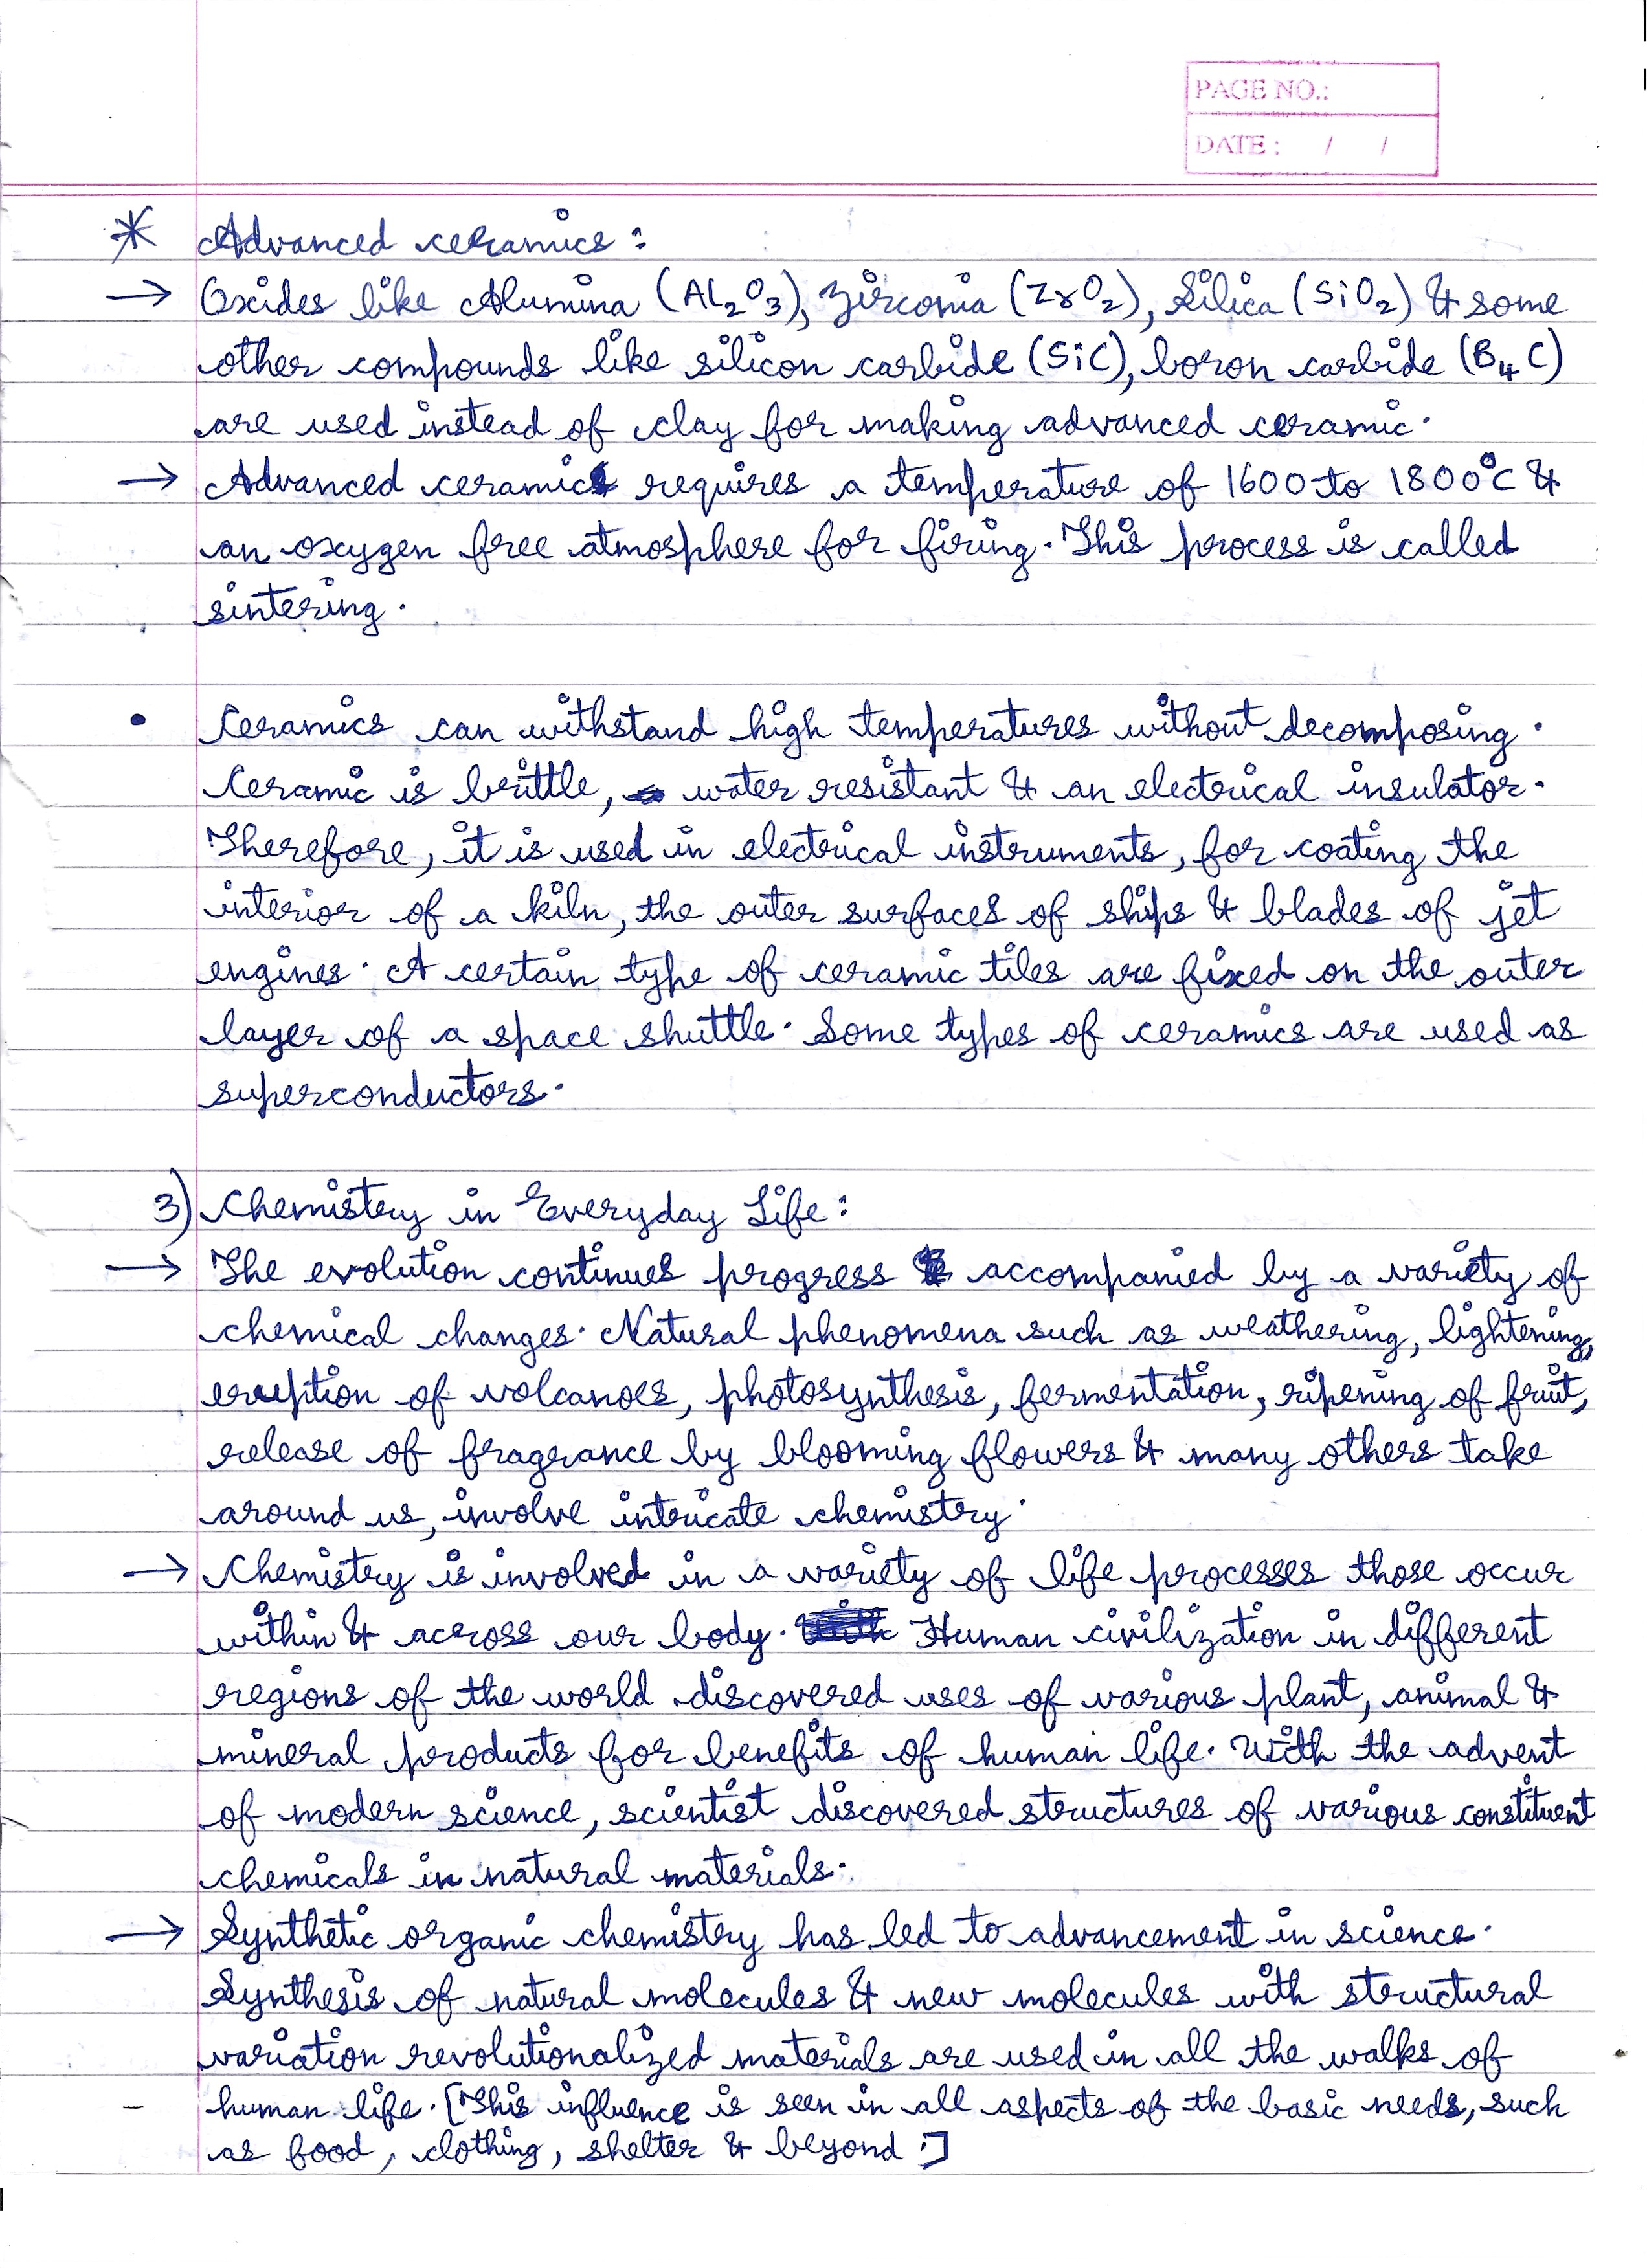 PAGE NO.:
DATE : / /
* Advanced ceramics :
→ Oxides like Alumina (Al₂O₃), Zirconia (ZrO₂), Silica (SiO₂) & some
other compounds like silicon carbide (SiC), boron carbide (B₄C)
are used instead of clay for making advanced ceramic.
→ Advanced ceramics requires a temperature of 1600 to 1800°C &
an oxygen free atmosphere for firing. This process is called
sintering.
• Ceramics can withstand high temperatures without decomposing.
Ceramic is brittle, water resistant & an electrical insulator.
Therefore, it is used in electrical instruments, for coating the
interior of a kiln, the outer surfaces of ships & blades of jet
engines. A certain type of ceramic tiles are fixed on the outer
layer of a space shuttle. Some types of ceramics are used as
superconductors.
3) Chemistry in Everyday Life :
→ The evolution continues progress accompanied by a variety of
chemical changes. Natural phenomena such as weathering, lightening,
eruption of volcanoes, photosynthesis, fermentation, ripening of fruit,
release of fragrance by blooming flowers & many others take
around us, involve intricate chemistry.
→ Chemistry is involved in a variety of life processes those occur
within & across our body. Human civilization in different
regions of the world discovered uses of various plant, animal &
mineral products for benefits of human life. With the advent
of modern science, scientist discovered structures of various constituent
chemicals in natural materials.
→ Synthetic organic chemistry has led to advancement in science.
Synthesis of natural molecules & new molecules with structural
variation revolutionalized materials are used in all the walks of
human life. [This influence is seen in all aspects of the basic needs, such
as food, clothing, shelter & beyond.]